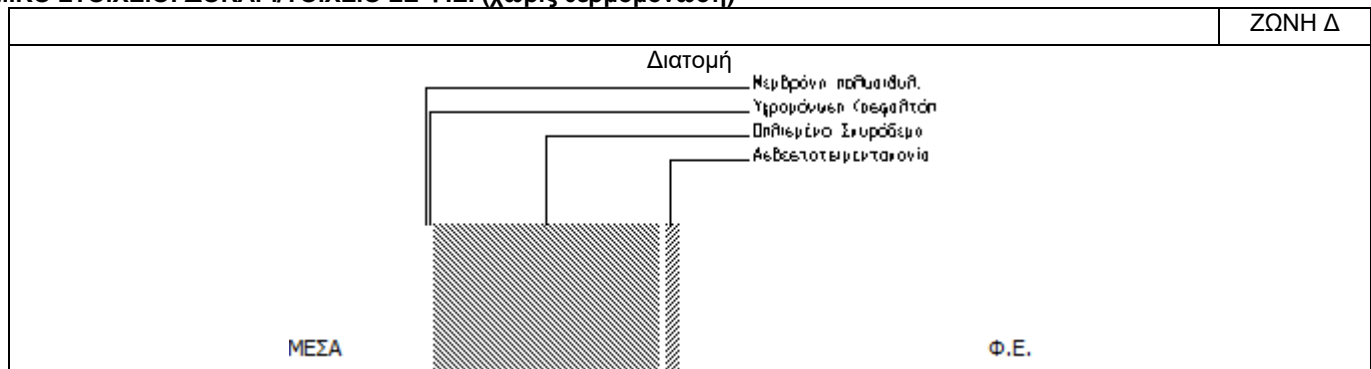 ΖΩΝΗ Δ
Διατομή
Μεμβράνη πολυαιθυλ.
Υγρομόνωση (ασφαλτόπ
Οπλισμένο Σκυρόδεμα
Ασβεστοτσιμεντοκονία
ΜΕΣΑ
Φ.Ε.